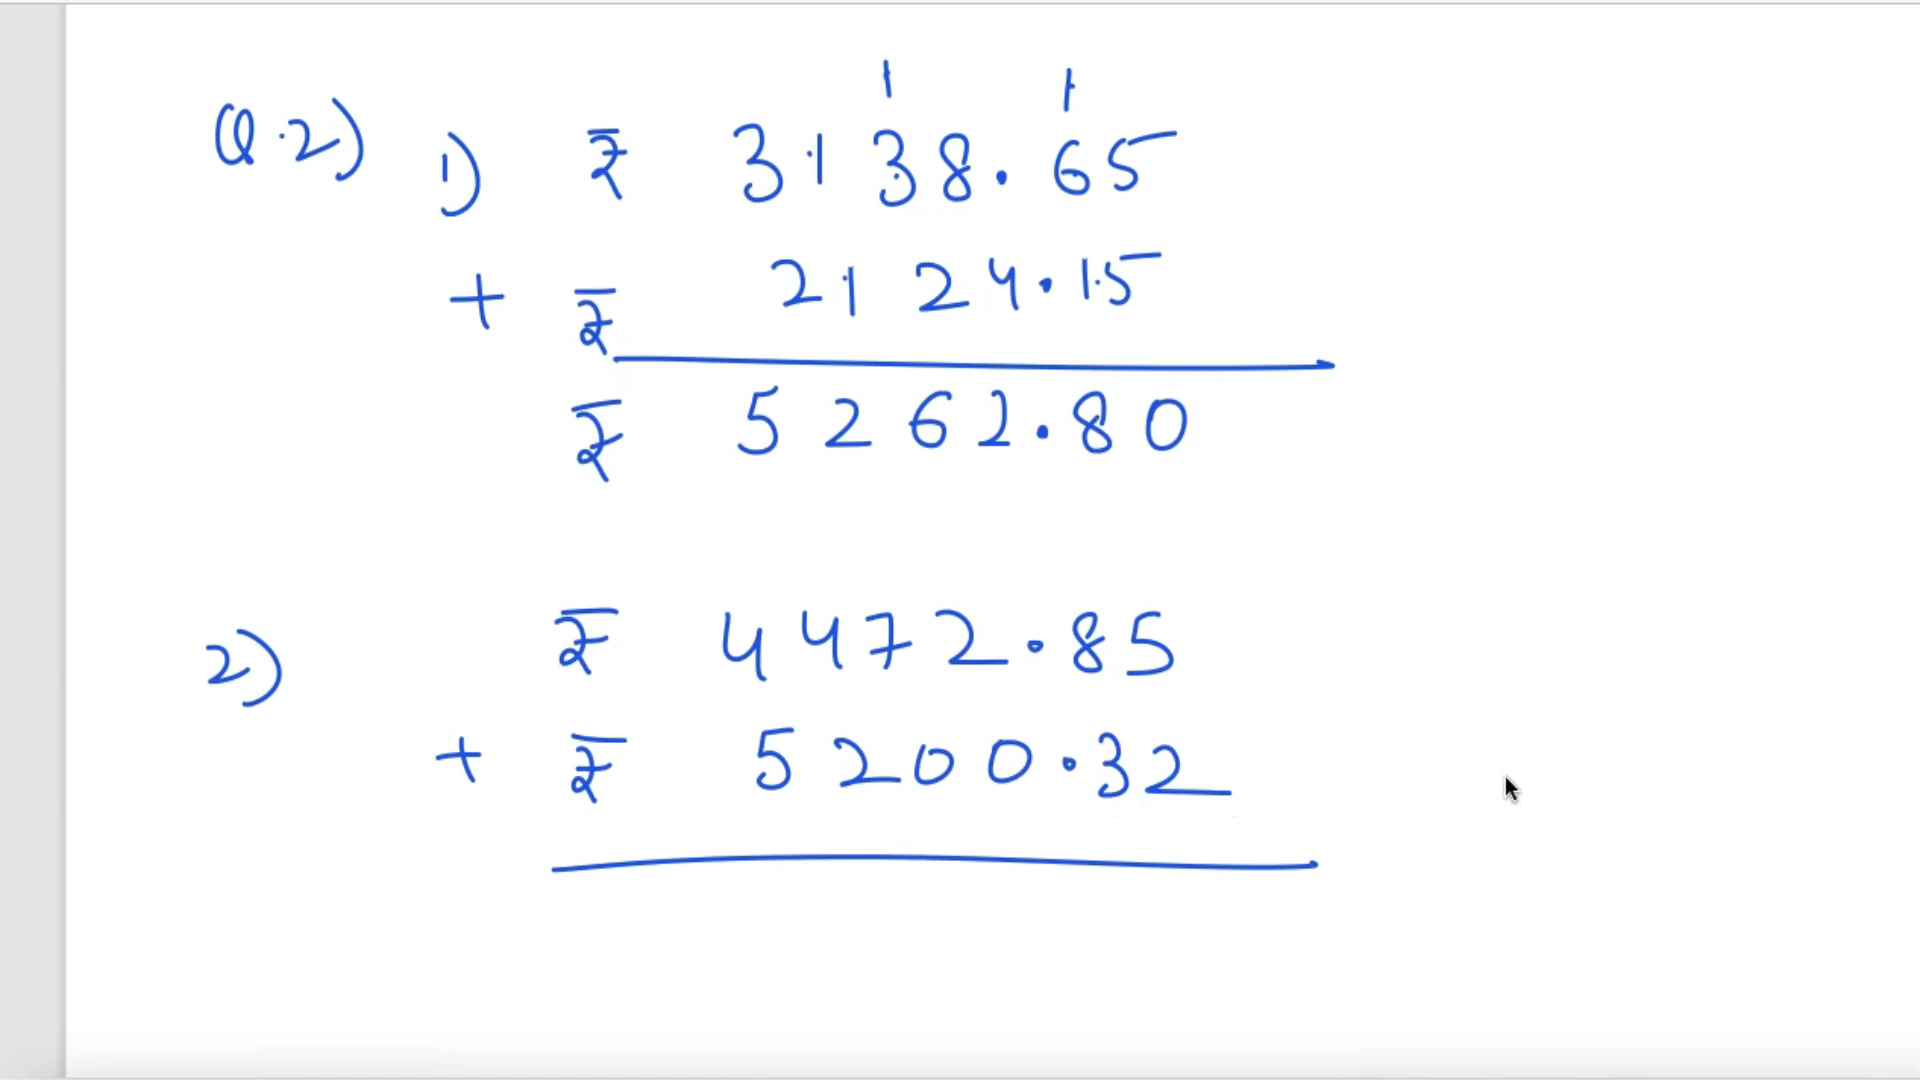 1 1
Q.2) 1) ₹ 3138.65
+ ₹ 2124.15
₹ 5262.80
2) ₹ 4472.85
+ ₹ 5200.32